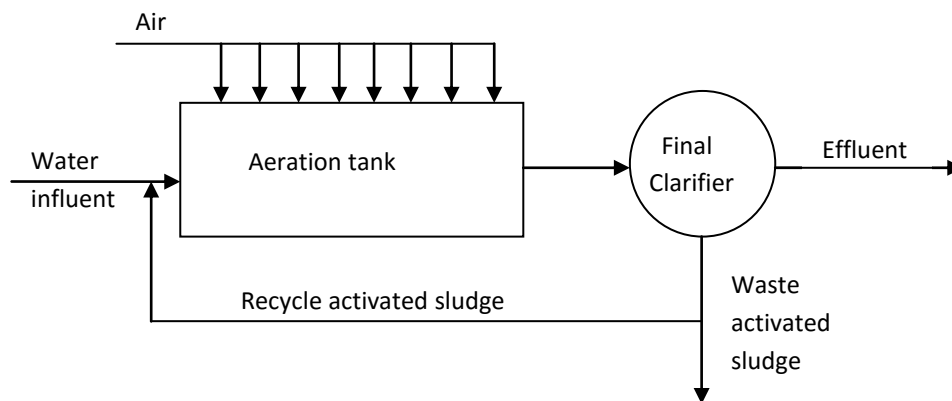 Air
Water
influent
Aeration tank
Final
Clarifier
Effluent
Recycle activated sludge
Waste
activated
sludge